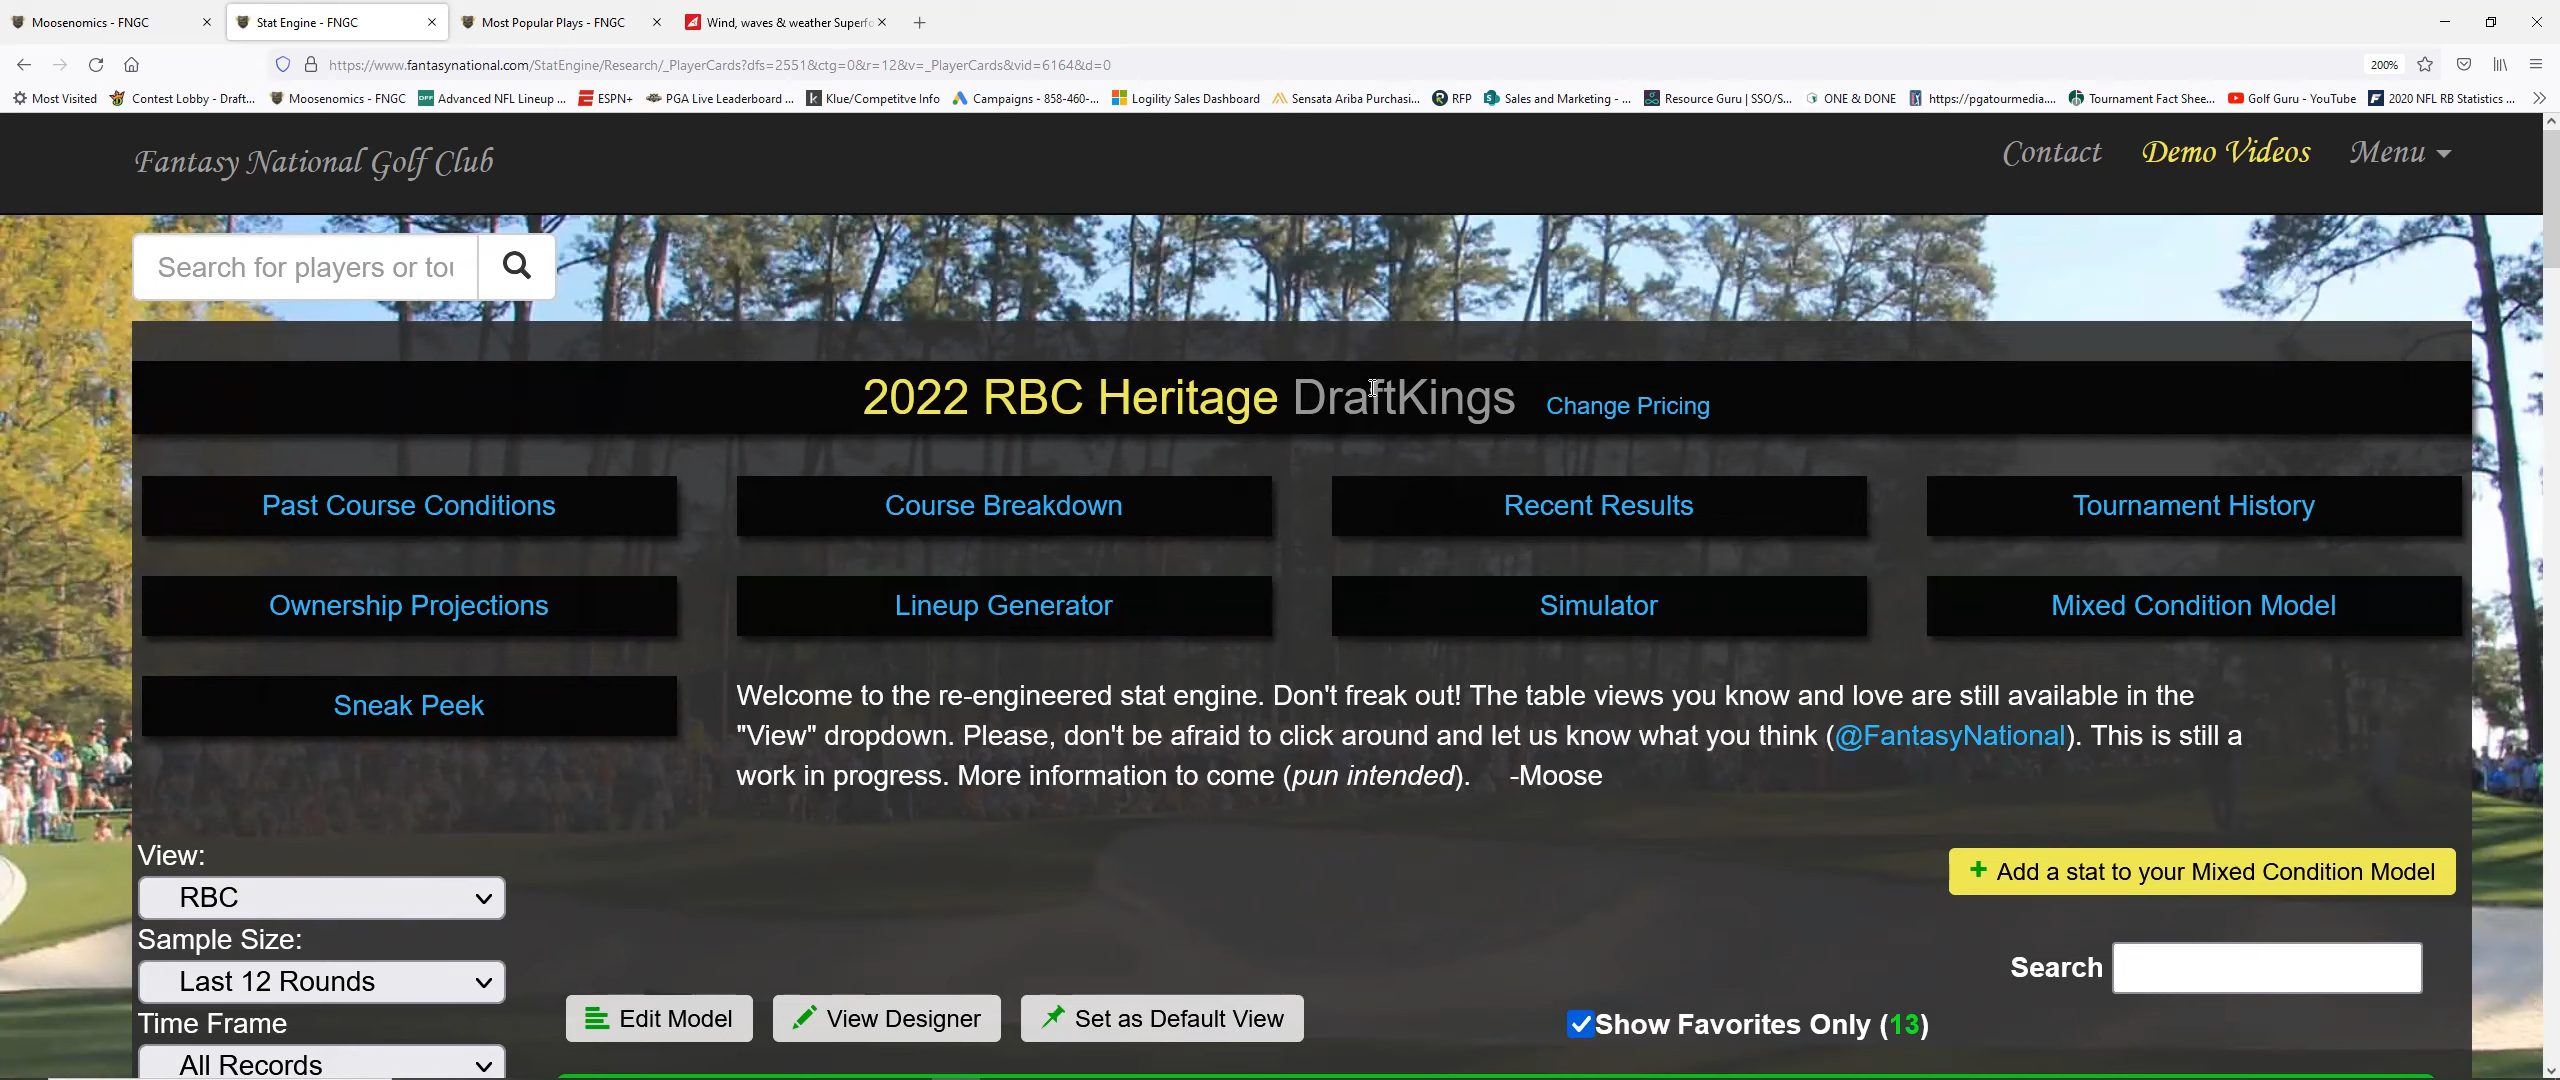 Moosenomics - FNGC
Stat Engine - FNGC
Most Popular Plays - FNGC
Wind, waves & weather Superfo
https://www.fantasynational.com/StatEngine/Research/_PlayerCards?dfs=2551&ctg=0&r=12&v=_PlayerCards&vid=6164&d=0
200%
Most Visited Contest Lobby - Draft... Moosenomics - FNGC Advanced NFL Lineup ... ESPN+ PGA Live Leaderboard ... Klue/Competitve Info Campaigns - 858-460-... Logility Sales Dashboard Sensata Ariba Purchasi... RFP Sales and Marketing - ... Resource Guru | SSO/S... ONE & DONE https://pgatourmedia.... Tournament Fact Shee... Golf Guru - YouTube 2020 NFL RB Statistics ...
Fantasy National Golf Club
Contact Demo Videos Menu
Search for players or tou
2022 RBC Heritage DraftKings Change Pricing
Past Course Conditions Course Breakdown Recent Results Tournament History
Ownership Projections Lineup Generator Simulator Mixed Condition Model
Sneak Peek
Welcome to the re-engineered stat engine. Don't freak out! The table views you know and love are still available in the
"View" dropdown. Please, don't be afraid to click around and let us know what you think (@FantasyNational). This is still a
work in progress. More information to come (pun intended). -Moose
View:
RBC
+ Add a stat to your Mixed Condition Model
Sample Size:
Last 12 Rounds
Search
Time Frame
All Records
Edit Model View Designer Set as Default View
Show Favorites Only (13)